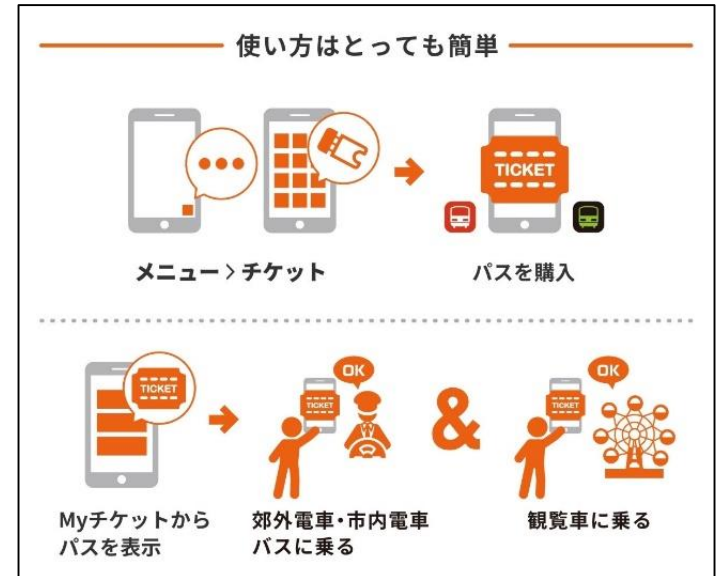 使い方はとっても簡単
TICKET
メニュー〉チケット
パスを購入
TICKET
OK
TICKET
&
OK
TICKET
Myチケットから
パスを表示
郊外電車・市内電車
バスに乗る
観覧車に乗る